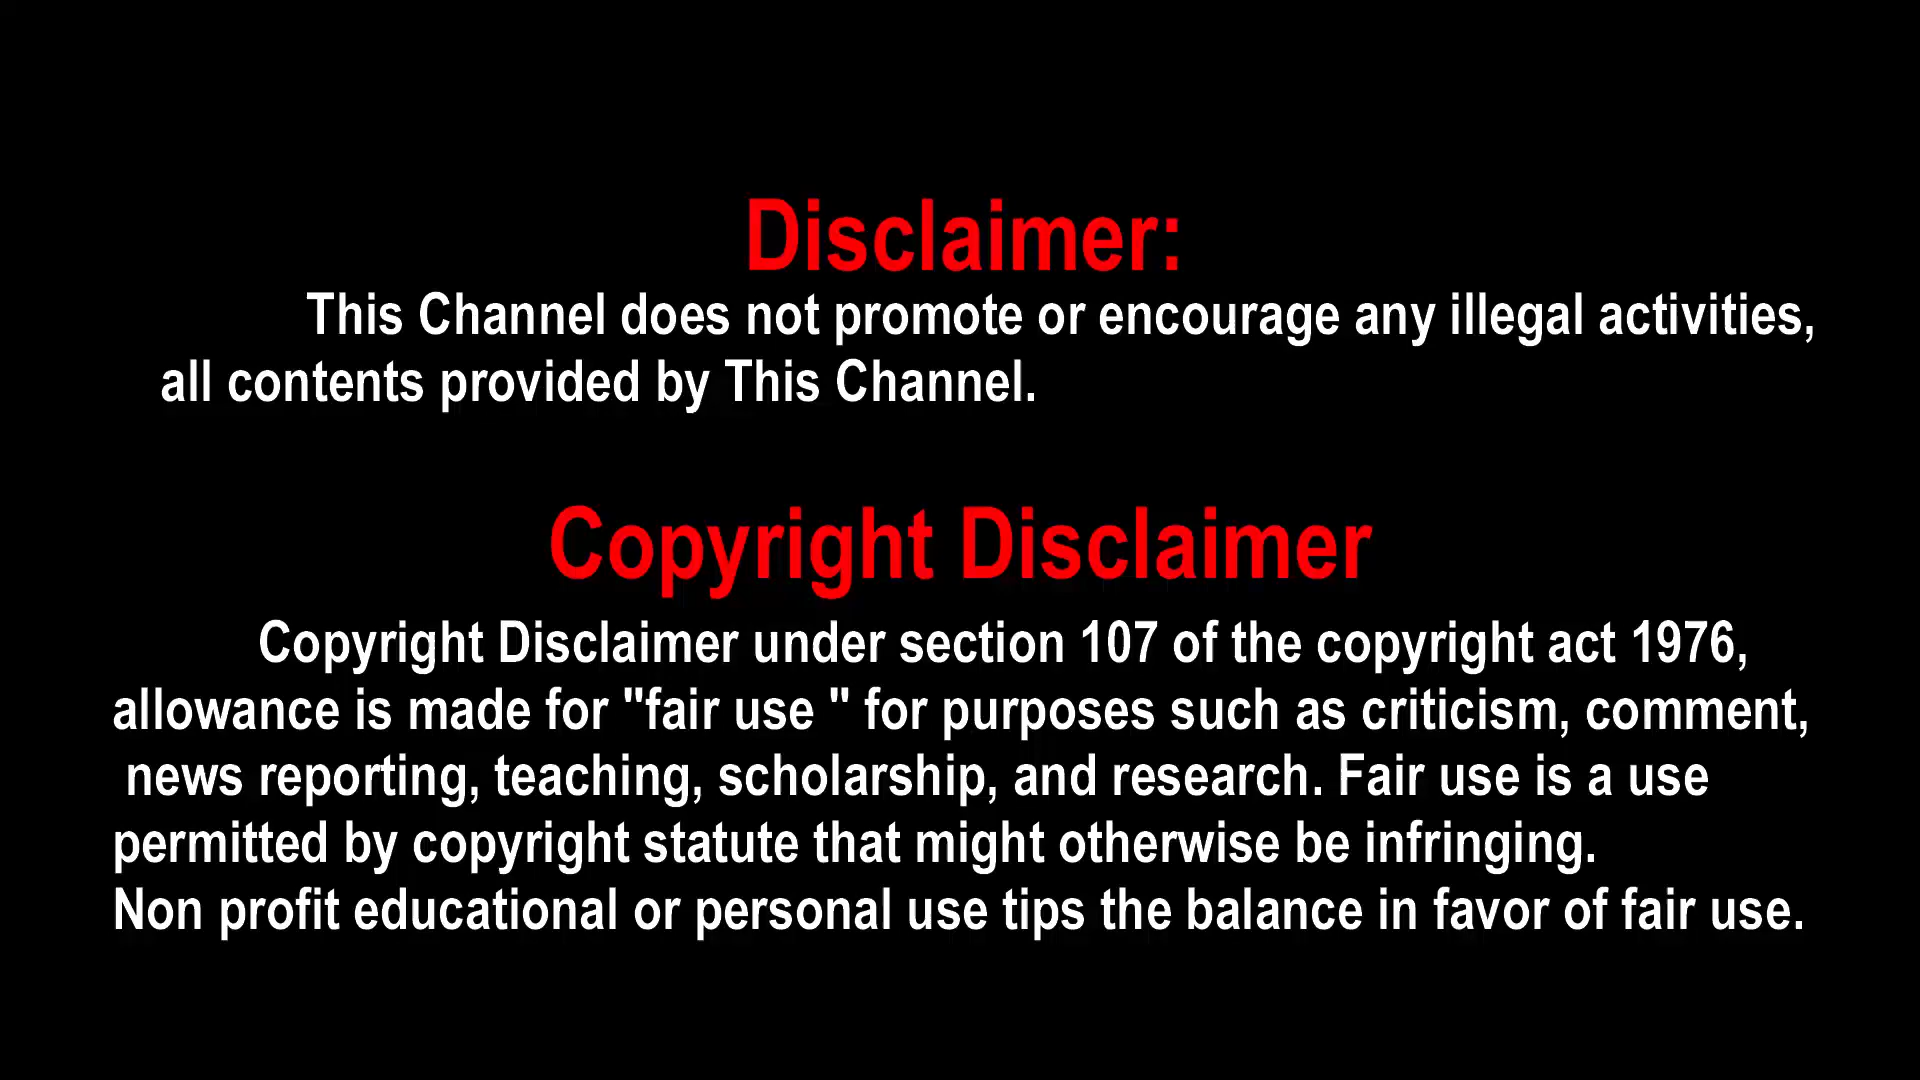 Disclaimer:
This Channel does not promote or encourage any illegal activities,
all contents provided by This Channel.
Copyright Disclaimer
Copyright Disclaimer under section 107 of the copyright act 1976,
allowance is made for "fair use " for purposes such as criticism, comment,
news reporting, teaching, scholarship, and research. Fair use is a use
permitted by copyright statute that might otherwise be infringing.
Non profit educational or personal use tips the balance in favor of fair use.